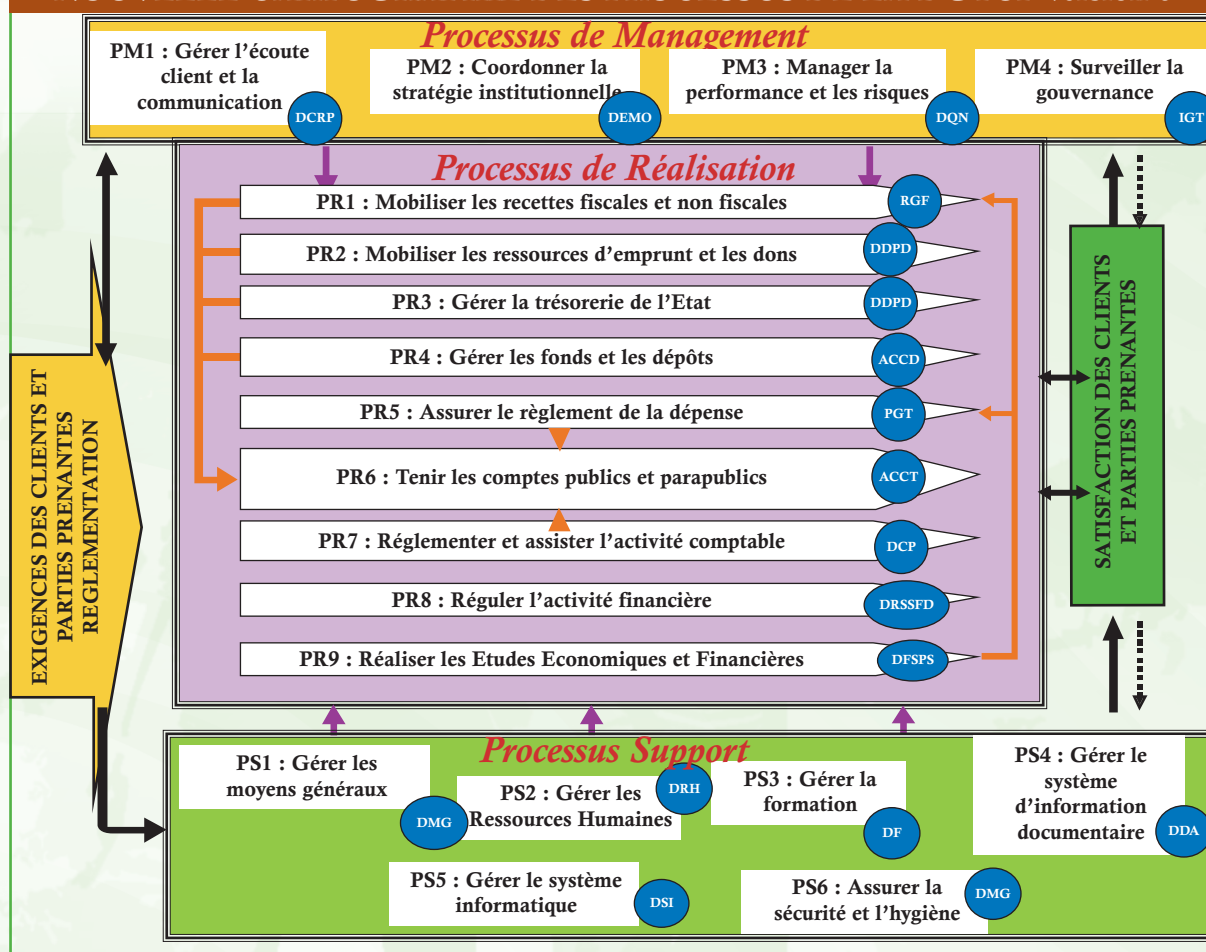 Processus de Management
PM1 : Gérer l'écoute
client et la
communication
DCRP
PM2 : Coordonner la
stratégie institutionnelle
DEMO
PM3 : Manager la
performance et les risques
DQN
PM4 : Surveiller la
gouvernance
IGT
Processus de Réalisation
PR1 : Mobiliser les recettes fiscales et non fiscales
RGF
PR2 : Mobiliser les ressources d'emprunt et les dons
DDPD
PR3 : Gérer la trésorerie de l'Etat
DDPD
PR4 : Gérer les fonds et les dépôts
ACCD
PR5 : Assurer le règlement de la dépense
PGT
PR6 : Tenir les comptes publics et parapublics
ACCT
PR7 : Réglementer et assister l'activité comptable
DCP
PR8 : Réguler l'activité financière
DRSSFD
PR9 : Réaliser les Etudes Economiques et Financières
DFSPS
EXIGENCES DES CLIENTS ET
PARTIES PRENANTES
REGLEMENTATION
SATISFACTION DES CLIENTS
ET PARTIES PRENANTES
Processus Support
PS1 : Gérer les
moyens généraux
DMG
PS2 : Gérer les
Ressources Humaines
DRH
PS3 : Gérer la
formation
DF
PS4 : Gérer le
système
d'information
documentaire
DDA
PS5 : Gérer le système
informatique
DSI
PS6 : Assurer la
sécurité et l'hygiène
DMG